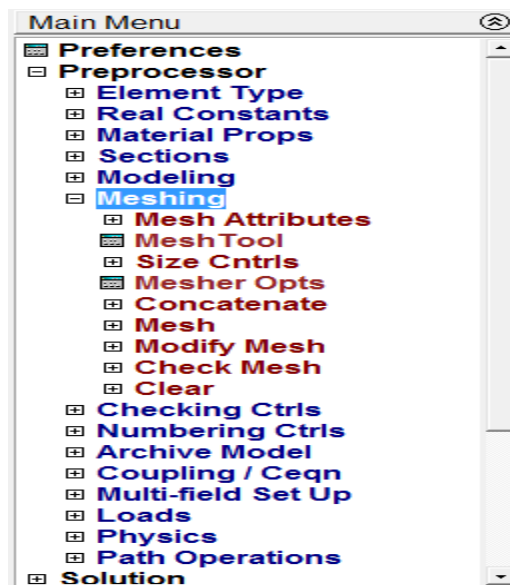 Main Menu
Preferences
Preprocessor
Element Type
Real Constants
Material Props
Sections
Modeling
Meshing
Mesh Attributes
MeshTool
Size Cntrls
Mesher Opts
Concatenate
Mesh
Modify Mesh
Check Mesh
Clear
Checking Ctrls
Numbering Ctrls
Archive Model
Coupling / Ceqn
Multi-field Set Up
Loads
Physics
Path Operations
Solution